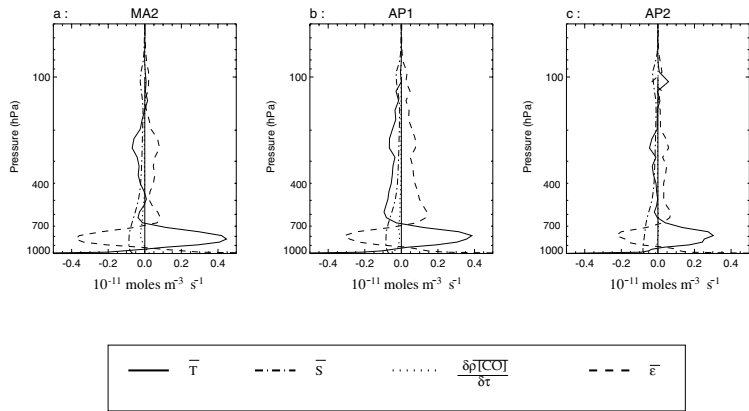 a : MA2
b : AP1
c : AP2
Pressure (hPa)
100
400
700
1000
-0.4 -0.2 0.0 0.2 0.4
10⁻¹¹ moles m⁻³ s⁻¹
Pressure (hPa)
100
400
700
1000
-0.4 -0.2 0.0 0.2 0.4
10⁻¹¹ moles m⁻³ s⁻¹
Pressure (hPa)
100
400
700
1000
-0.4 -0.2 0.0 0.2 0.4
10⁻¹¹ moles m⁻³ s⁻¹
T̅ S̅ δρ[CO] ε̅
δτ